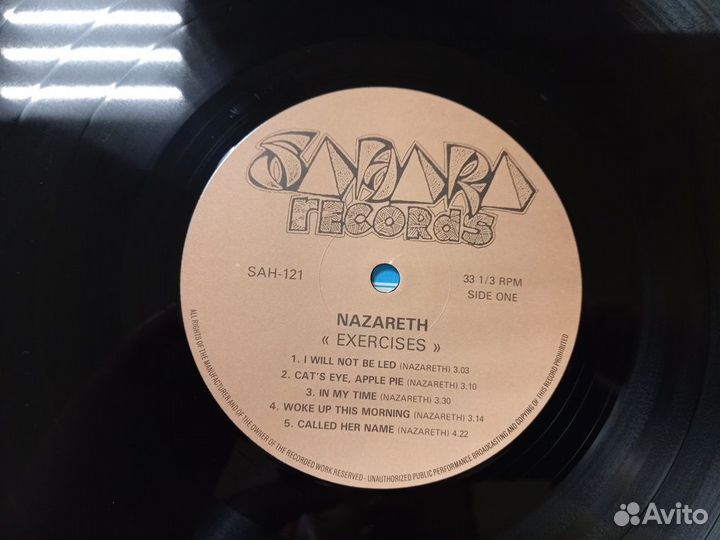 SAHARA
records
SAH-121
33 1/3 RPM
SIDE ONE
NAZARETH
« EXERCISES »
1. I WILL NOT BE LED (NAZARETH) 3.03
2. CAT'S EYE, APPLE PIE (NAZARETH) 3.10
3. IN MY TIME (NAZARETH) 3.30
4. WOKE UP THIS MORNING (NAZARETH) 3.14
5. CALLED HER NAME (NAZARETH) 4.22
ALL RIGHTS OF THE MANUFACTURER AND OF THE OWNER OF THE RECORDED WORK RESERVED - UNAUTHORIZED PUBLIC PERFORMANCE BROADCASTING AND COPYING OF THIS RECORD PROHIBITED
Avito